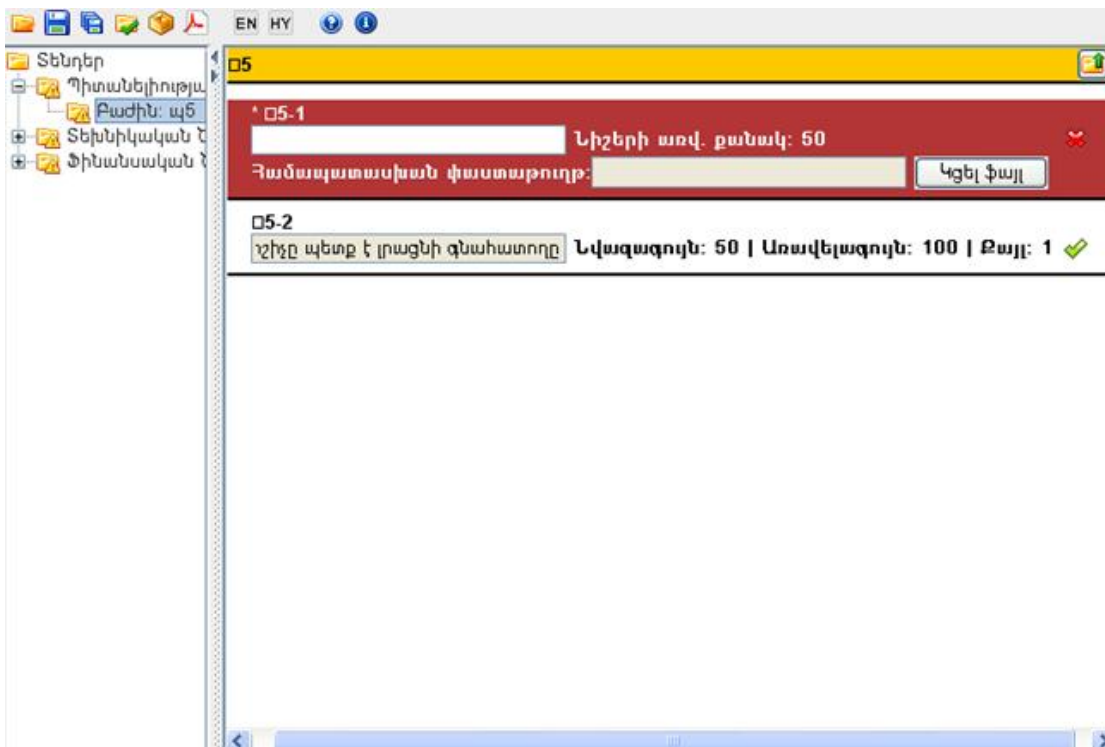 EN HY
Տենդեր
Պիտանելիությա
Բաժին: պ5
Տեխնիկական
Ֆինանսական
□5
* □5-1
Նիշերի առվ. քանակ: 50
Համապատասխան փաստաթուղթ:
Կցել ֆայլ
□5-2
շիչը պետք է լրացնի գնահատողը Նվազագույն: 50 | Առավելագույն: 100 | Քայլ: 1